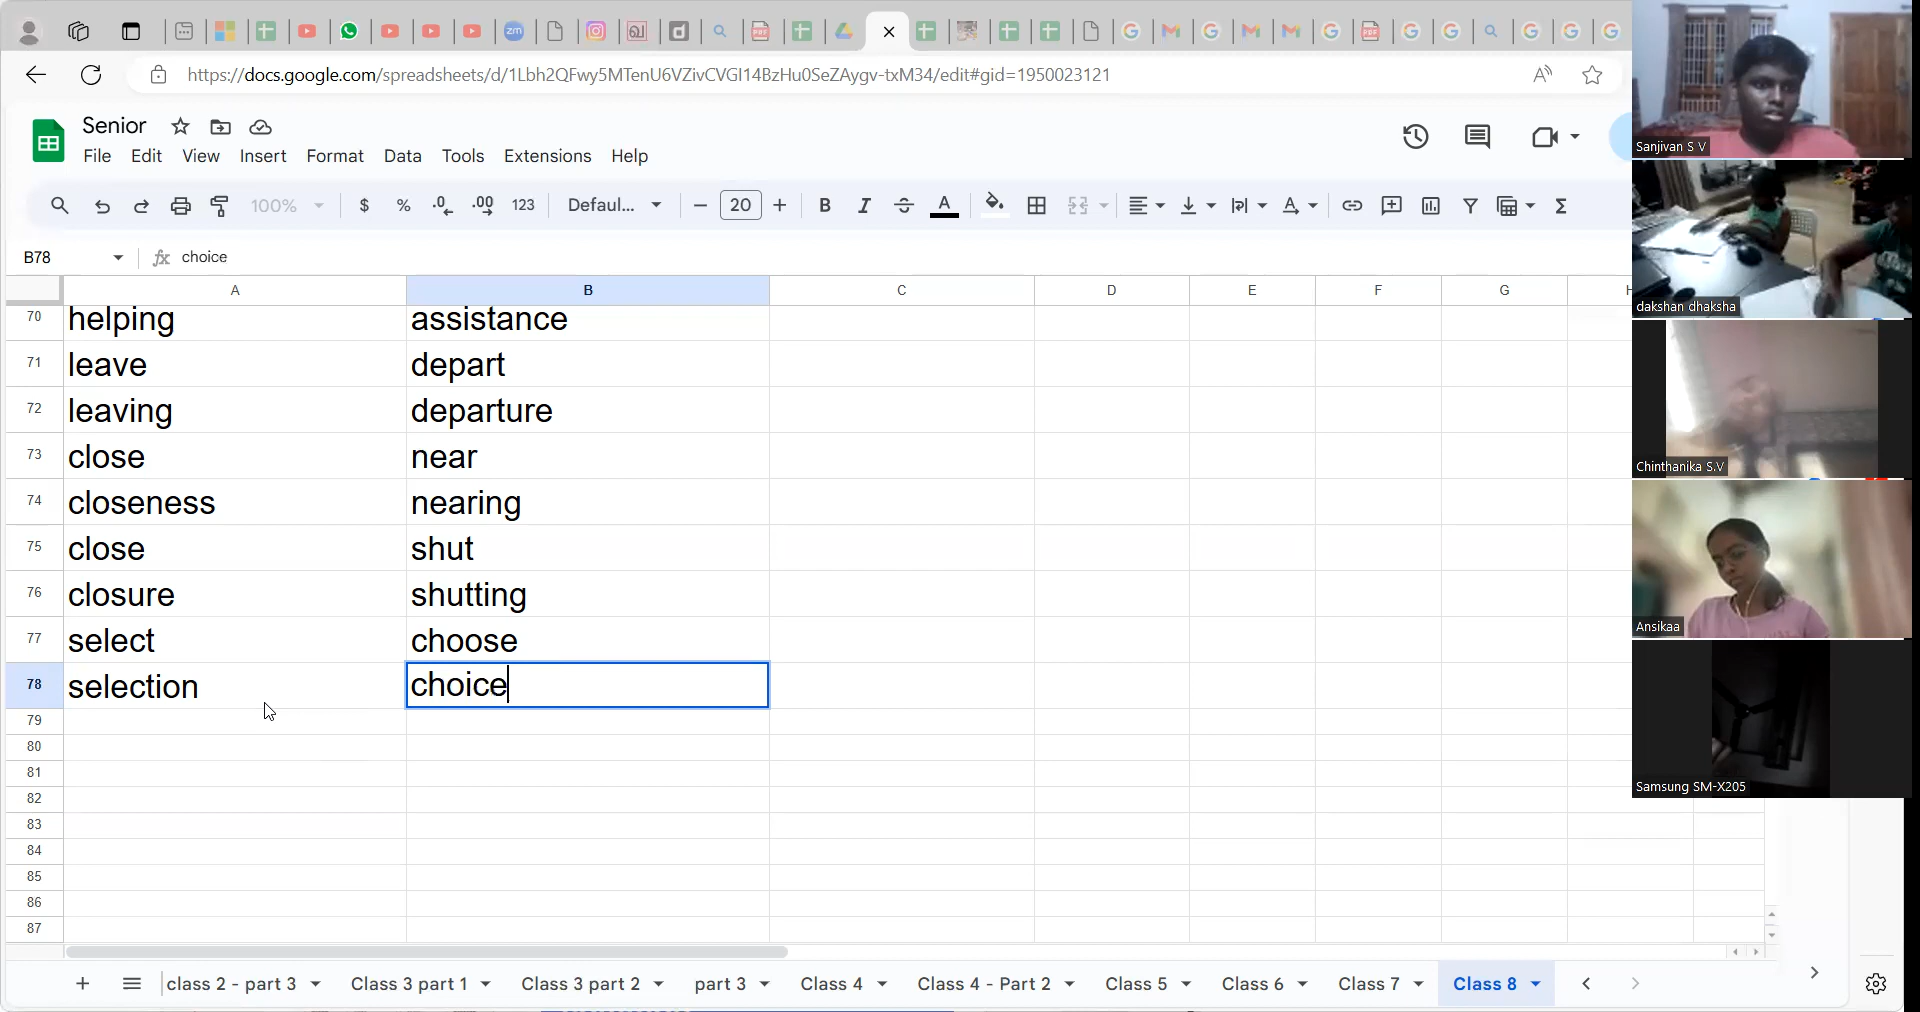 https://docs.google.com/spreadsheets/d/1Lbh2QFwy5MTenU6VZivCVGI14BzHu0SeZAygv-txM34/edit#gid=1950023121
Senior
File Edit View Insert Format Data Tools Extensions Help
100% $ % .0 .00 123 Defaul... 20 B I A
B78 fx choice
A B C D E F G
70 helping assistance
71 leave depart
72 leaving departure
73 close near
74 closeness nearing
75 close shut
76 closure shutting
77 select choose
78 selection choice
79
80
81
82
83
84
85
86
87
class 2 - part 3 Class 3 part 1 Class 3 part 2 part 3 Class 4 Class 4 - Part 2 Class 5 Class 6 Class 7 Class 8
Sanjivan S V
dakshan dhaksha
Chinthanika S.V
Ansikaa
Samsung SM-X205